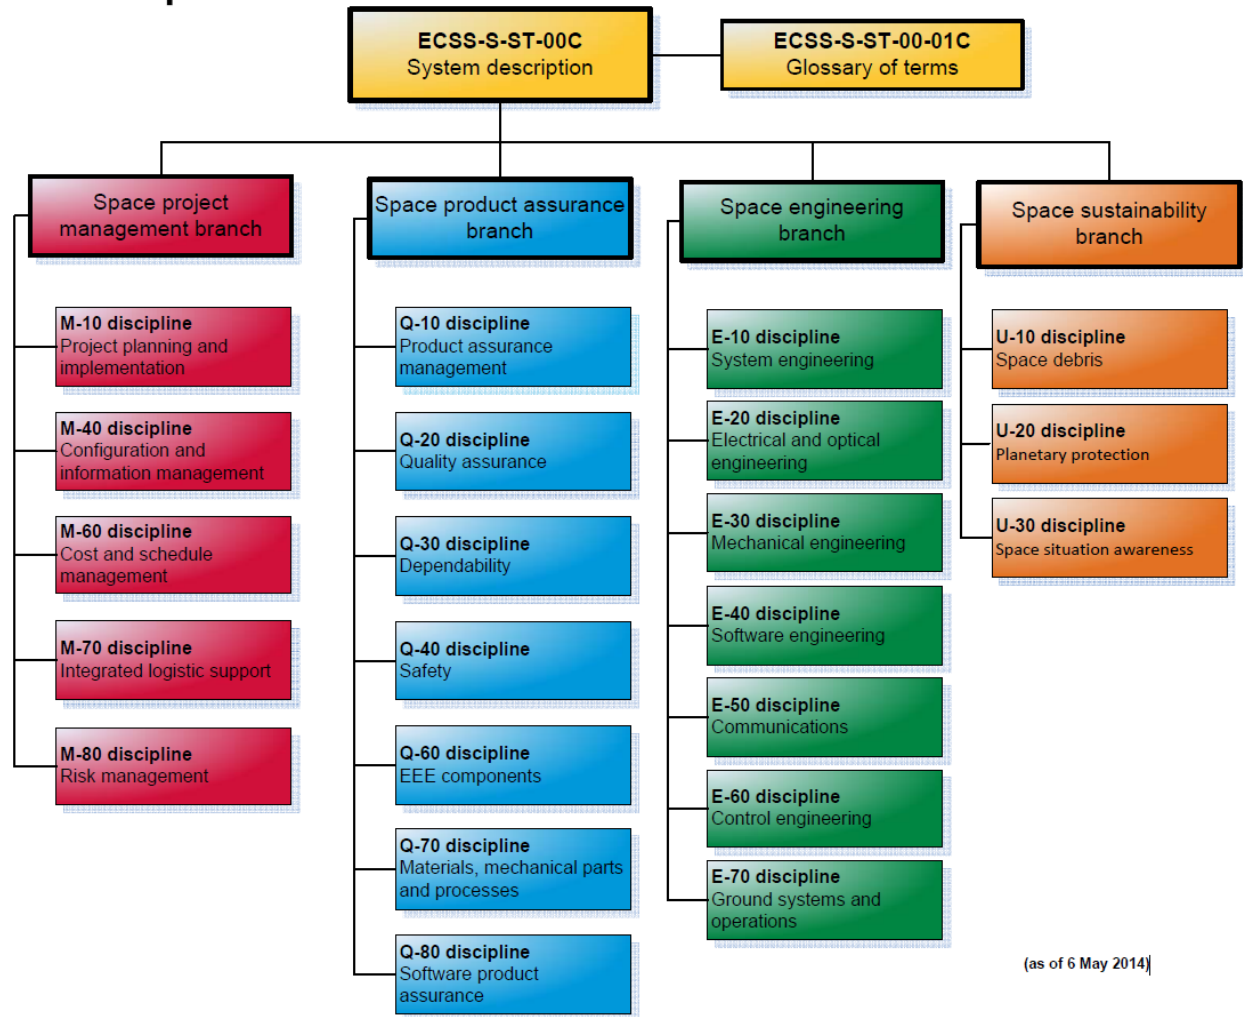 ECSS-S-ST-00C
System description
ECSS-S-ST-00-01C
Glossary of terms
Space project
management branch
M-10 discipline
Project planning and
implementation
M-40 discipline
Configuration and
information management
M-60 discipline
Cost and schedule
management
M-70 discipline
Integrated logistic support
M-80 discipline
Risk management
Space product assurance
branch
Q-10 discipline
Product assurance
management
Q-20 discipline
Quality assurance
Q-30 discipline
Dependability
Q-40 discipline
Safety
Q-60 discipline
EEE components
Q-70 discipline
Materials, mechanical parts
and processes
Q-80 discipline
Software product
assurance
Space engineering
branch
E-10 discipline
System engineering
E-20 discipline
Electrical and optical
engineering
E-30 discipline
Mechanical engineering
E-40 discipline
Software engineering
E-50 discipline
Communications
E-60 discipline
Control engineering
E-70 discipline
Ground systems and
operations
Space sustainability
branch
U-10 discipline
Space debris
U-20 discipline
Planetary protection
U-30 discipline
Space situation awareness
(as of 6 May 2014)